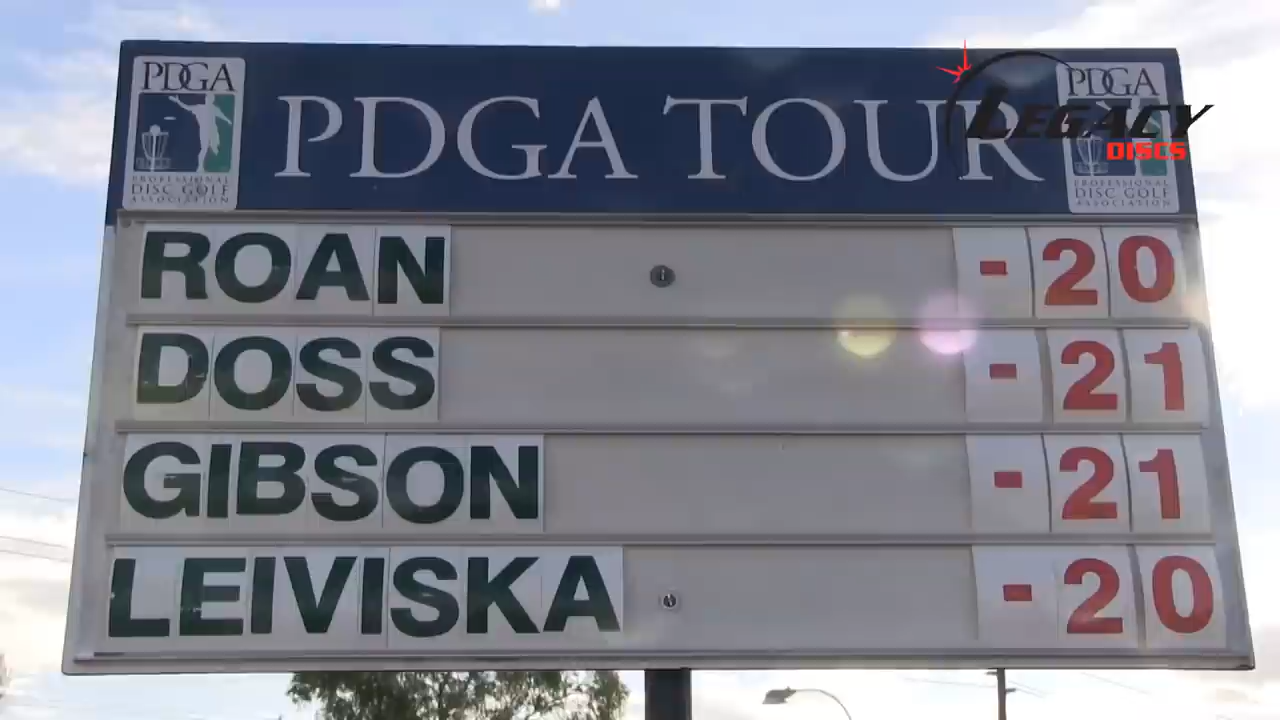 PDGA
PROFESSIONAL
DISC GOLF
ASSOCIATION
PDGA TOUR
PDGA
PROFESSIONAL
DISC GOLF
ASSOCIATION
LEGACY
DISCS
ROAN -20
DOSS -21
GIBSON -21
LEIVISKA -20